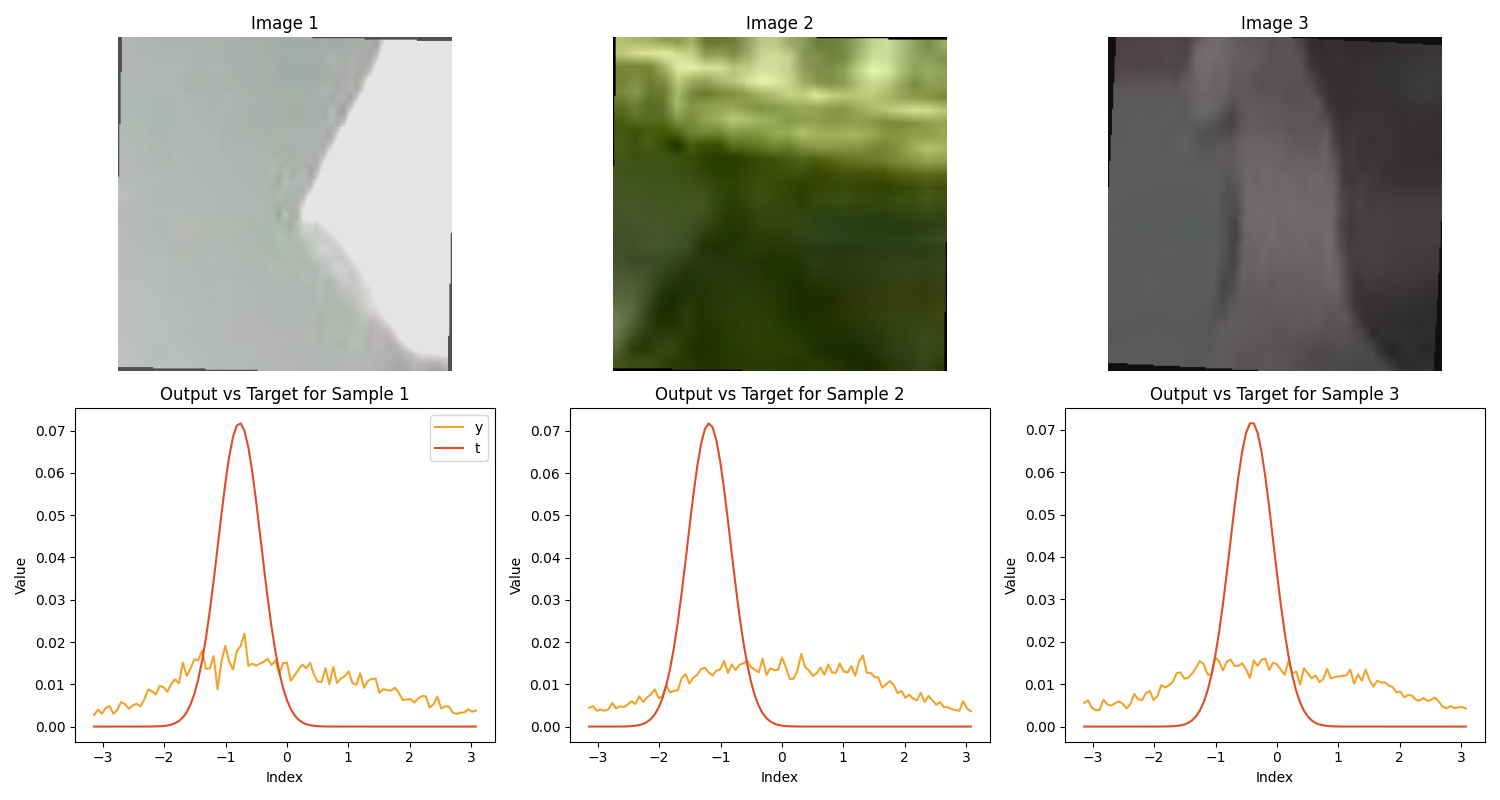 Image 1
Image 2
Image 3
Output vs Target for Sample 1
Output vs Target for Sample 2
Output vs Target for Sample 3
Value
0.07
0.06
0.05
0.04
0.03
0.02
0.01
0.00
y
t
−3 −2 −1 0 1 2 3
Index
Value
0.07
0.06
0.05
0.04
0.03
0.02
0.01
0.00
−3 −2 −1 0 1 2 3
Index
Value
0.07
0.06
0.05
0.04
0.03
0.02
0.01
0.00
−3 −2 −1 0 1 2 3
Index